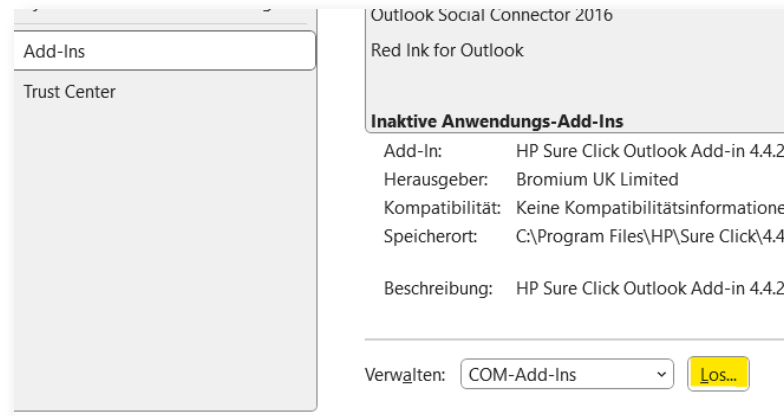 Add-Ins
Trust Center
Outlook Social Connector 2016
Red Ink for Outlook
Inaktive Anwendungs-Add-Ins
Add-In: HP Sure Click Outlook Add-in 4.4.2
Herausgeber: Bromium UK Limited
Kompatibilität: Keine Kompatibilitätsinformatione
Speicherort: C:\Program Files\HP\Sure Click\4.4
Beschreibung: HP Sure Click Outlook Add-in 4.4.2
Verwalten: COM-Add-Ins Los...